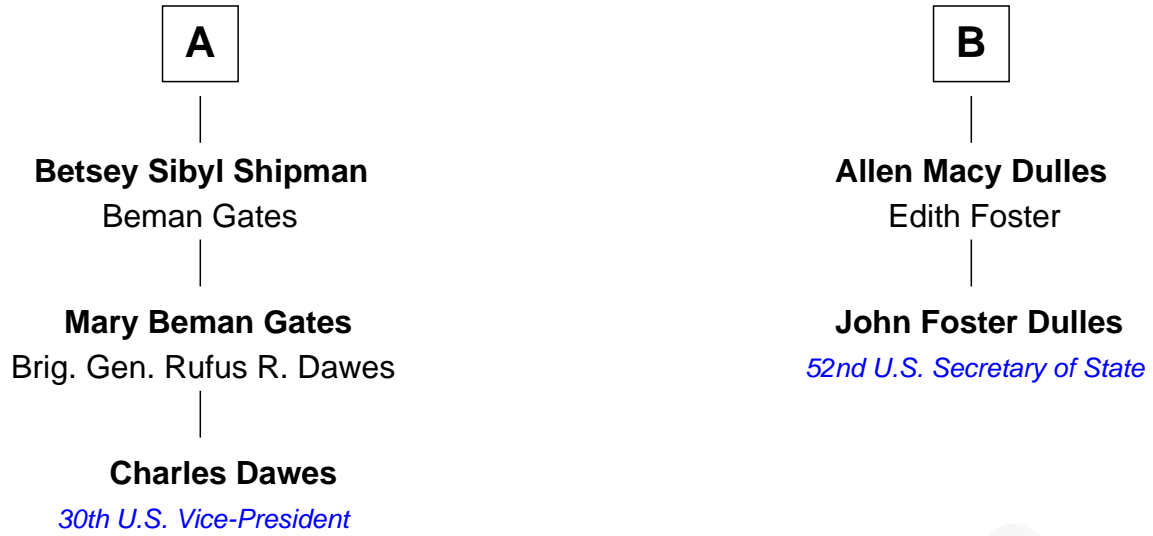 A
Betsey Sibyl Shipman
Beman Gates
Mary Beman Gates
Brig. Gen. Rufus R. Dawes
Charles Dawes
30th U.S. Vice-President
B
Allen Macy Dulles
Edith Foster
John Foster Dulles
52nd U.S. Secretary of State